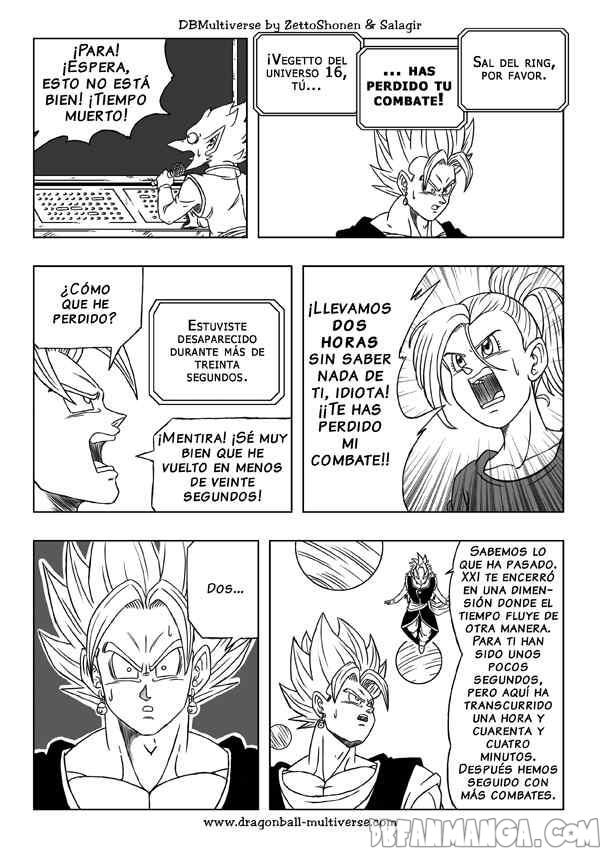 DBMultiverse by ZettoShonen & Salagir
¡Para!
¡Espera,
esto no está
bien! ¡Tiempo
muerto!
¡Vegetto del
universo 16,
tú...
... has
perdido tu
combate!
Sal del ring,
por favor.
¿Cómo
que he
perdido?
Estuviste
desaparecido
durante más de
treinta
segundos.
¡Mentira! ¡Sé muy
bien que he
vuelto en menos
de veinte
segundos!
¡Llevamos
dos
horas
sin saber
nada de
ti, idiota!
¡¡Te has
perdido
mi
combate!!
Dos...
Sabemos lo
que ha pasado.
XXI te encerró
en una dimen-
sión donde el
tiempo fluye de
otra manera.
Para ti han
sido unos
pocos
segundos,
pero aquí ha
transcurrido
una hora y
cuarenta y
cuatro
minutos.
Después hemos
seguido con
más combates.
www.dragonball-multiverse.com
DBFANMANGA.COM